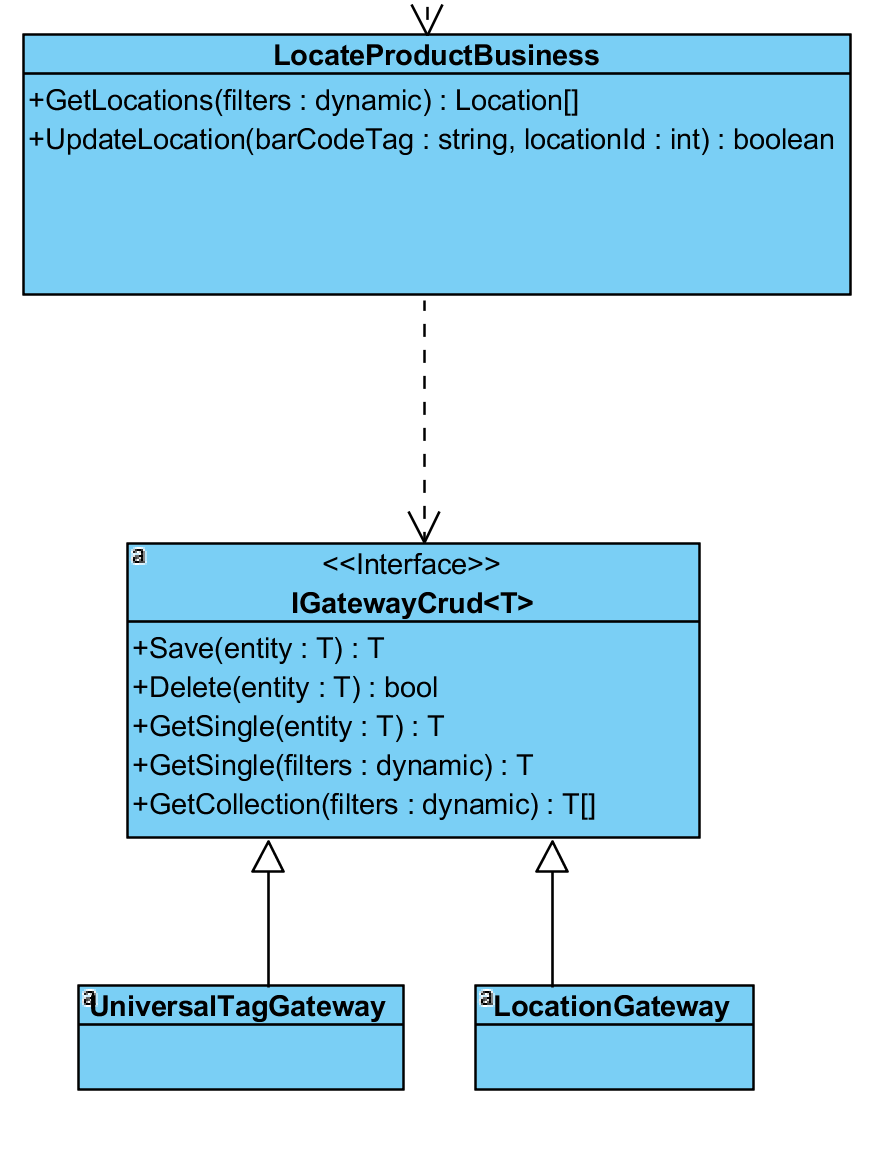 LocateProductBusiness
+GetLocations(filters : dynamic) : Location[]
+UpdateLocation(barCodeTag : string, locationId : int) : boolean
a
<<Interface>>
IGatewayCrud<T>
+Save(entity : T) : T
+Delete(entity : T) : bool
+GetSingle(entity : T) : T
+GetSingle(filters : dynamic) : T
+GetCollection(filters : dynamic) : T[]
a
UniversalTagGateway
a
LocationGateway